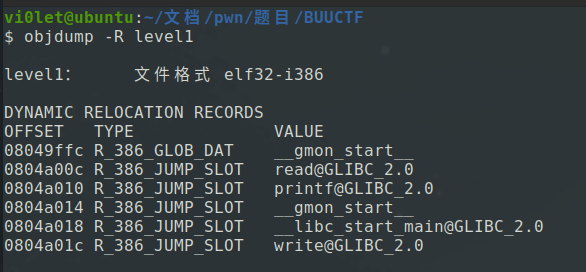 vi0let@ubuntu:~/文档/pwn/题目/BUUCTF
$ objdump -R level1
level1:      文件格式 elf32-i386
DYNAMIC RELOCATION RECORDS
OFFSET   TYPE              VALUE
08049ffc R_386_GLOB_DAT    __gmon_start__
0804a00c R_386_JUMP_SLOT   read@GLIBC_2.0
0804a010 R_386_JUMP_SLOT   printf@GLIBC_2.0
0804a014 R_386_JUMP_SLOT   __gmon_start__
0804a018 R_386_JUMP_SLOT   __libc_start_main@GLIBC_2.0
0804a01c R_386_JUMP_SLOT   write@GLIBC_2.0